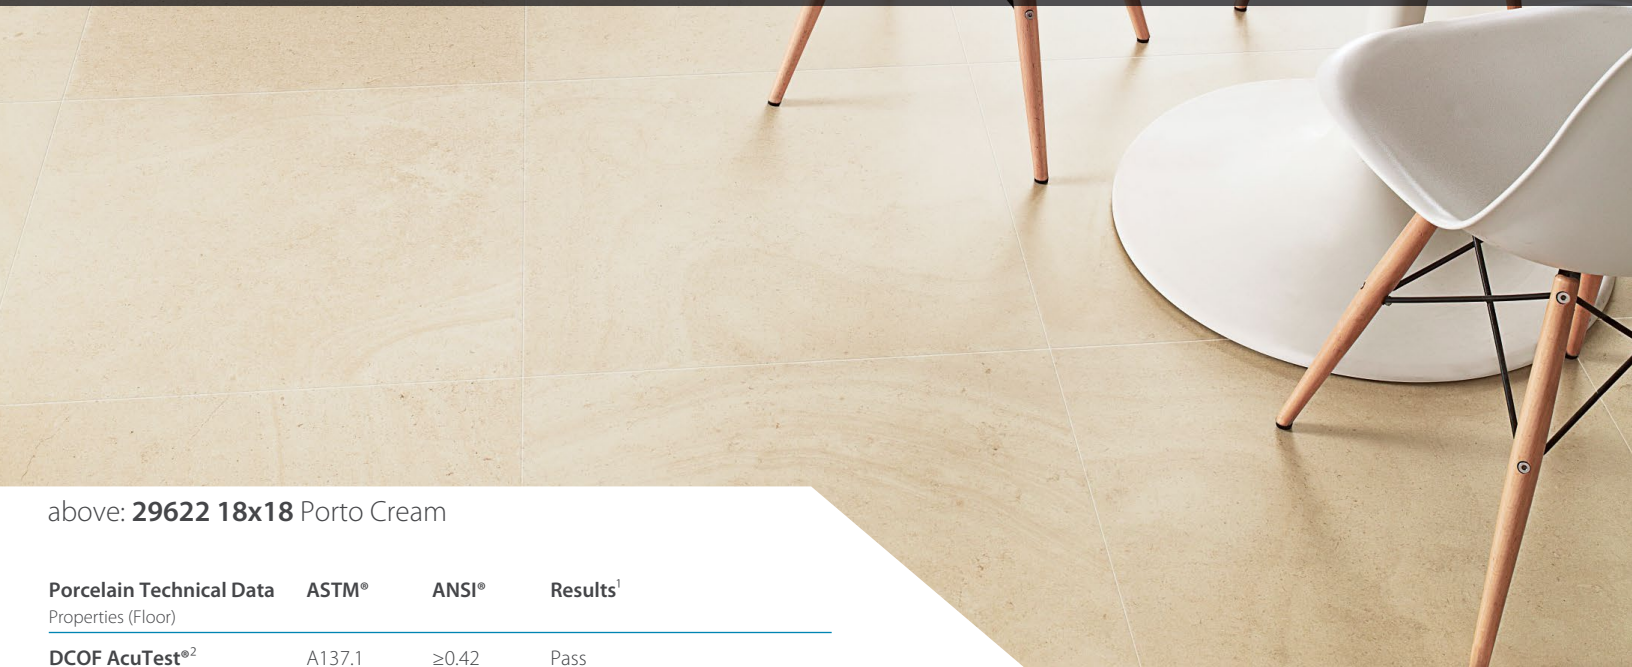 above: 29622 18x18 Porto Cream
Porcelain Technical Data ASTM® ANSI® Results¹
Properties (Floor)
DCOF AcuTest®² A137.1 ≥0.42 Pass